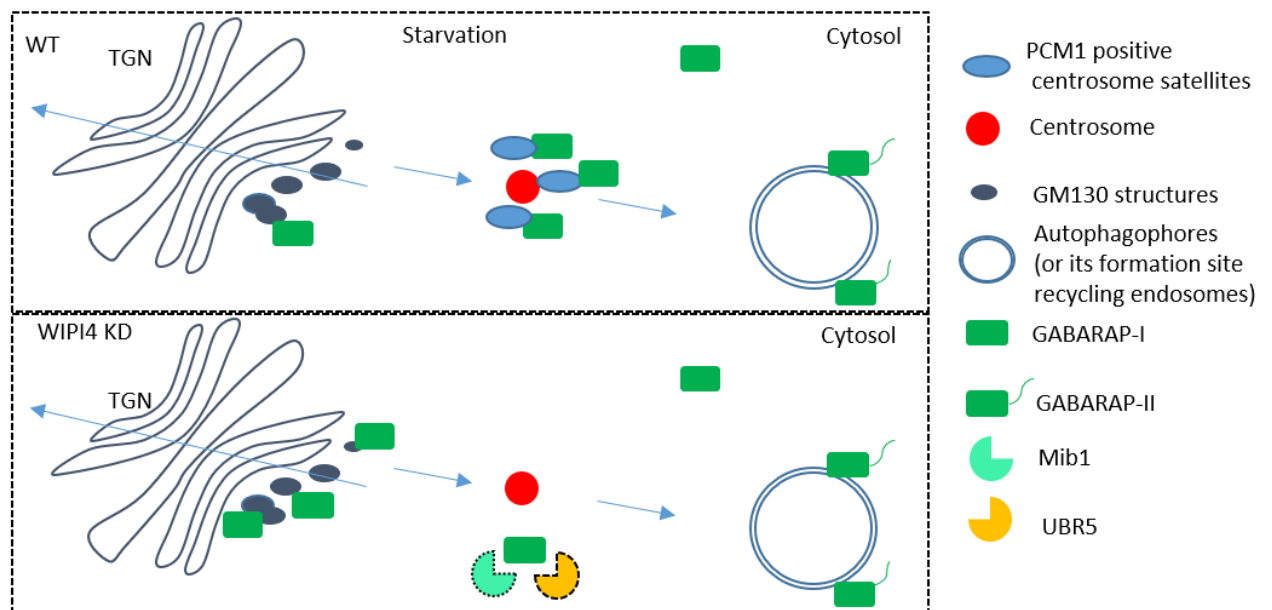 WT
TGN
Starvation
Cytosol
WIPI4 KD
TGN
Cytosol
PCM1 positive
centrosome satellites
Centrosome
GM130 structures
Autophagophores
(or its formation site
recycling endosomes)
GABARAP-I
GABARAP-II
Mib1
UBR5